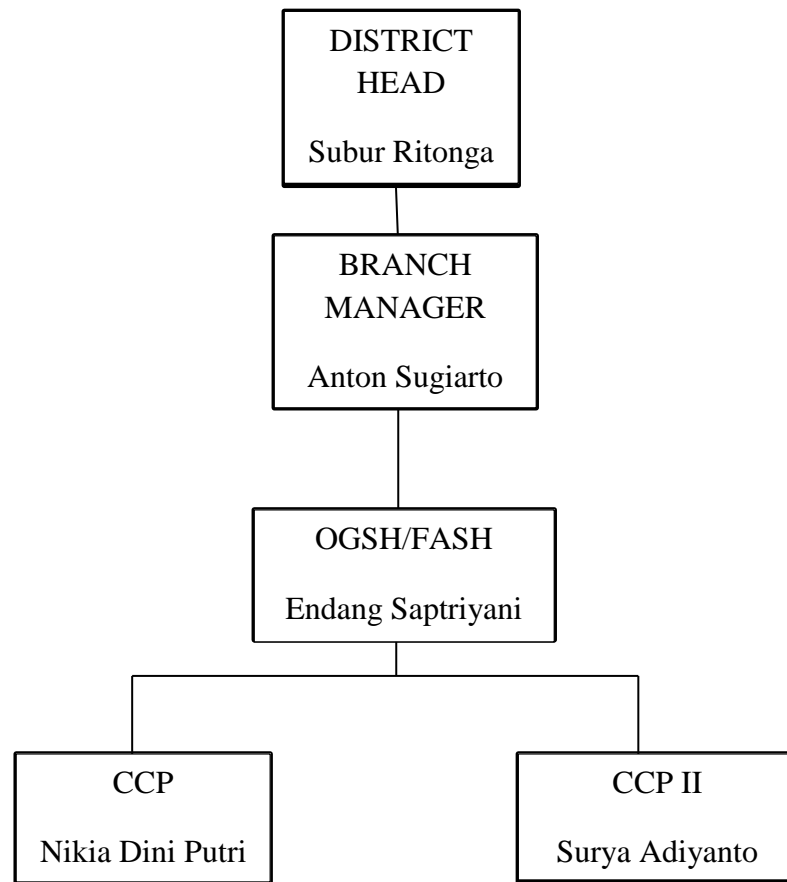 DISTRICT
HEAD
Subur Ritonga
BRANCH
MANAGER
Anton Sugiarto
OGSH/FASH
Endang Saptriyani
CCP
Nikia Dini Putri
CCP II
Surya Adiyanto